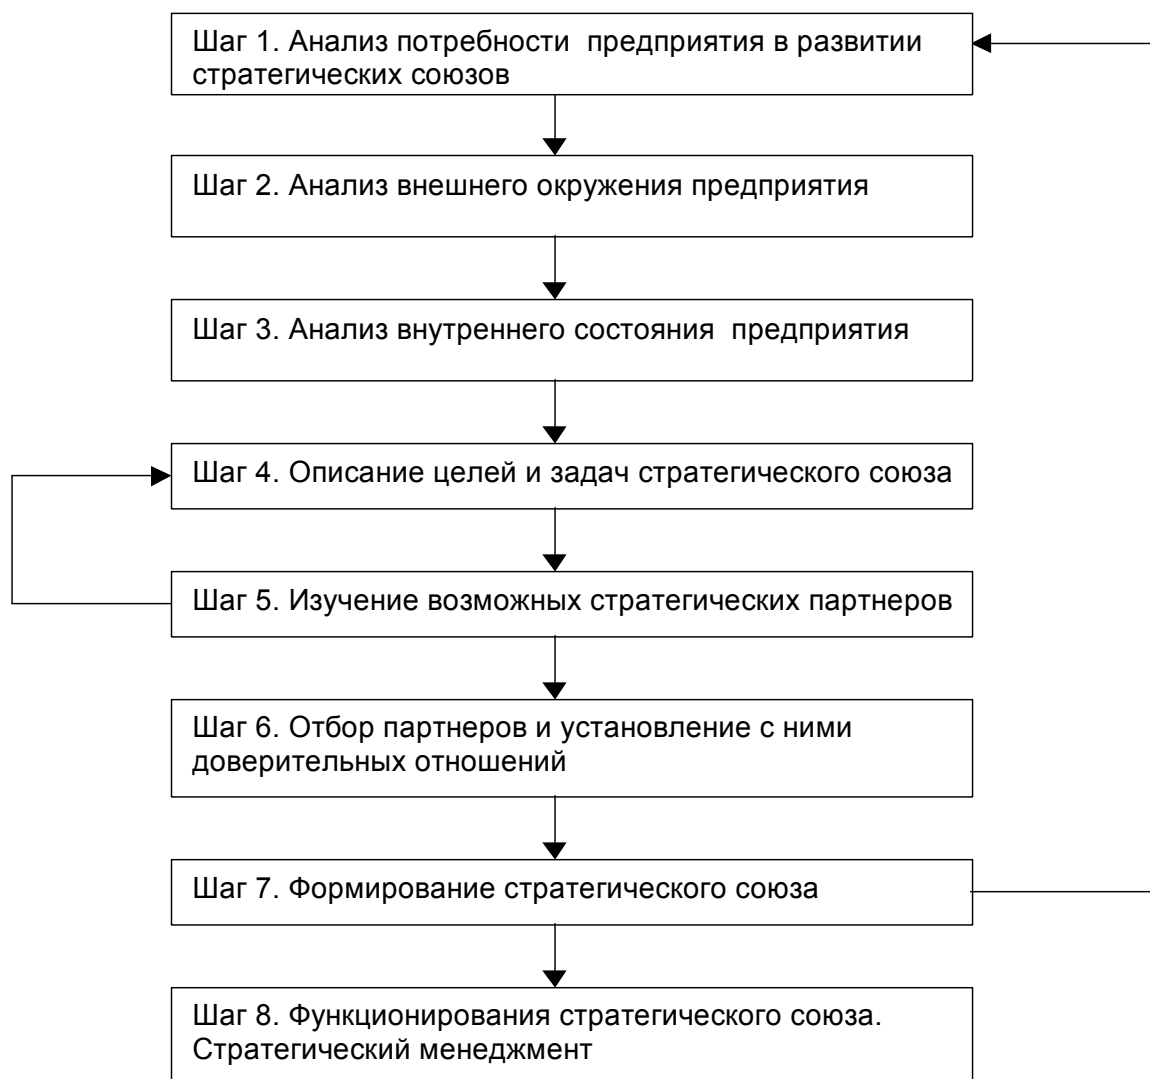 Шаг 1. Анализ потребности  предприятия в развитии
стратегических союзов
Шаг 2. Анализ внешнего окружения предприятия
Шаг 3. Анализ внутреннего состояния  предприятия
Шаг 4. Описание целей и задач стратегического союза
Шаг 5. Изучение возможных стратегических партнеров
Шаг 6. Отбор партнеров и установление с ними
доверительных отношений
Шаг 7. Формирование стратегического союза
Шаг 8. Функционирования стратегического союза.
Стратегический менеджмент